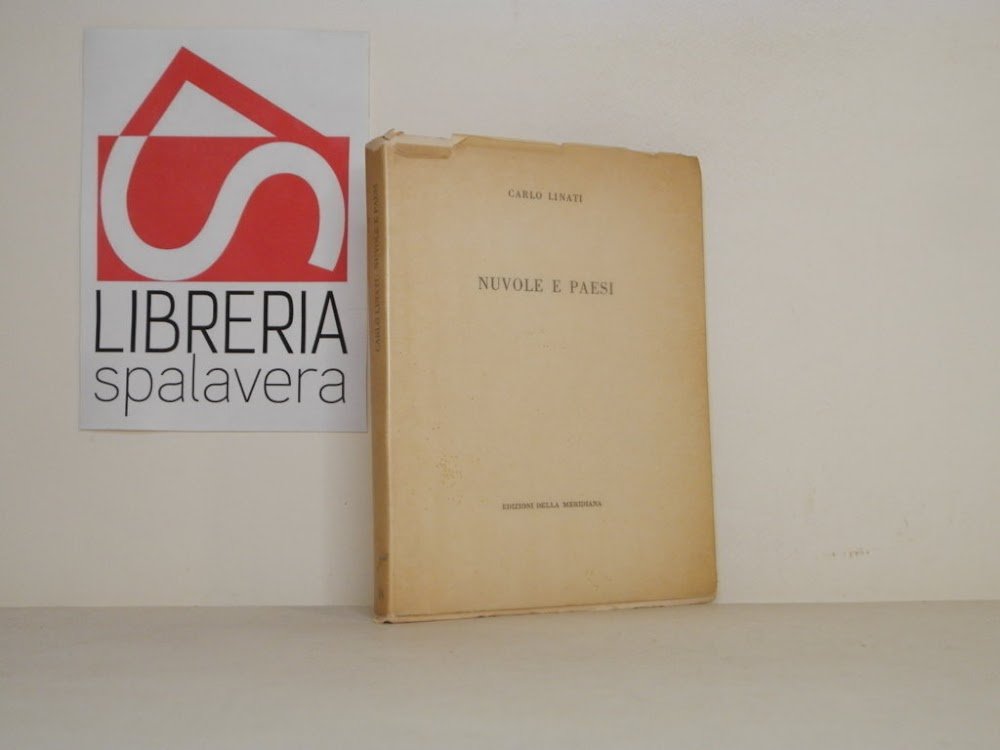 LIBRERIA
spalavera
CARLO LINATI NUVOLE E PAESI
CARLO LINATI
NUVOLE E PAESI
EDIZIONI DELLA MERIDIANA